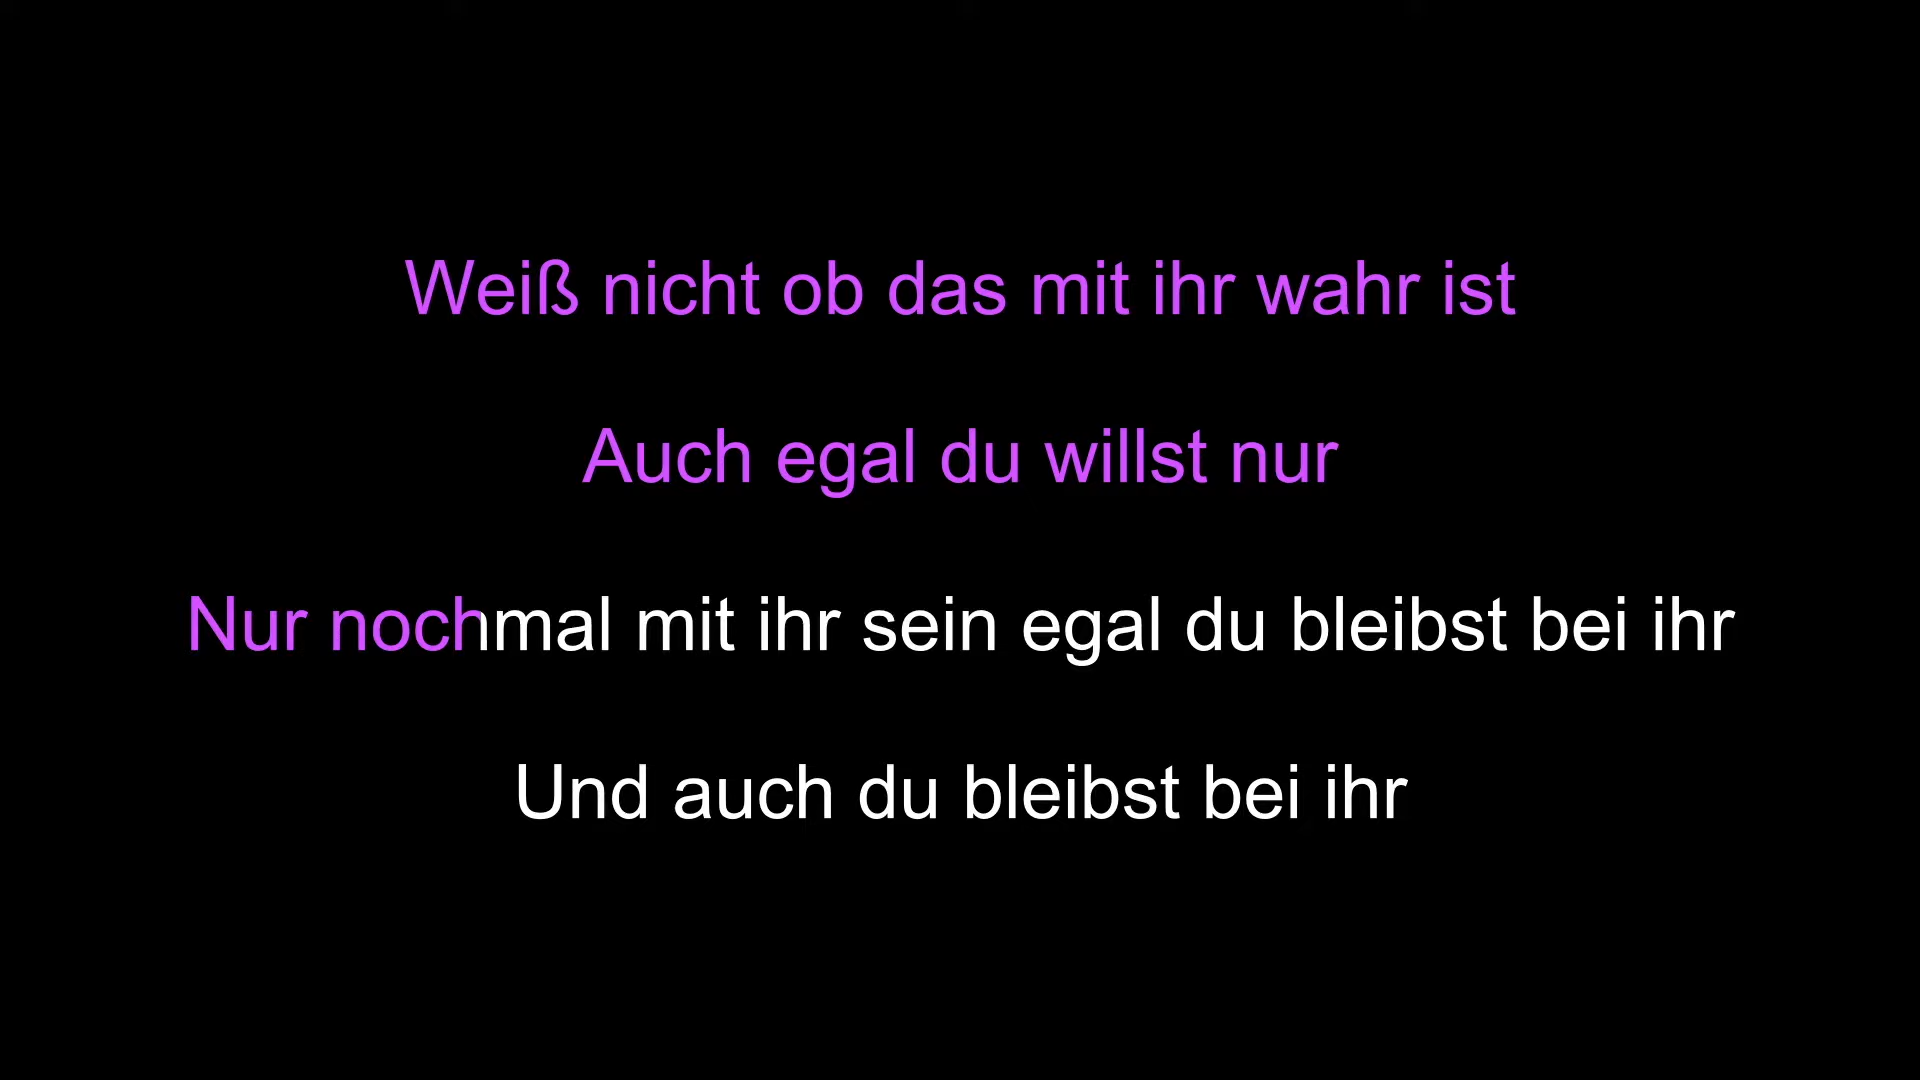 Weiß nicht ob das mit ihr wahr ist
Auch egal du willst nur
Nur nochmal mit ihr sein egal du bleibst bei ihr
Und auch du bleibst bei ihr